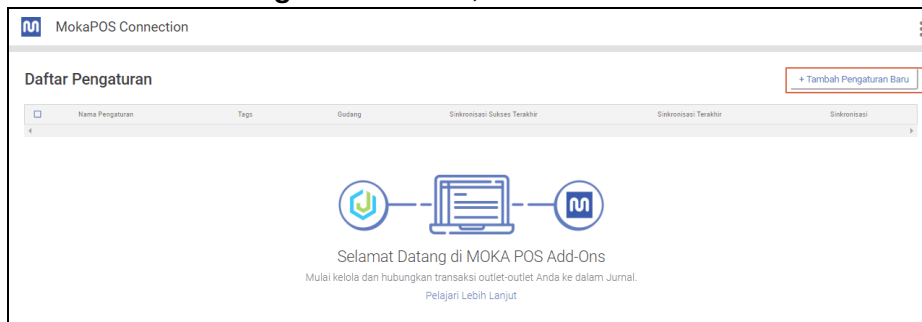 MokaPOS Connection
Daftar Pengaturan
+ Tambah Pengaturan Baru
Nama Pengaturan Tags Gudang Sinkronisasi Sukses Terakhir Sinkronisasi Terakhir Sinkronisasi
Selamat Datang di MOKA POS Add-Ons
Mulai kelola dan hubungkan transaksi outlet-outlet Anda ke dalam Jurnal.
Pelajari Lebih Lanjut